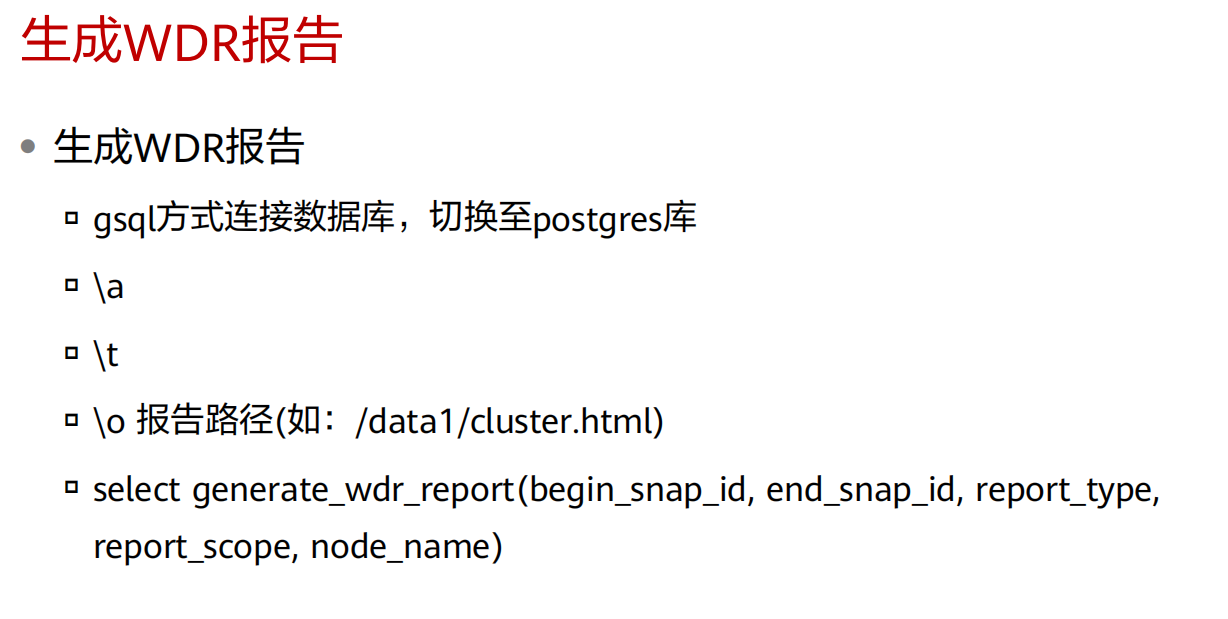 生成WDR报告
• 生成WDR报告
▫ gsql方式连接数据库，切换至postgres库
▫ \a
▫ \t
▫ \o 报告路径(如：/data1/cluster.html)
▫ select generate_wdr_report(begin_snap_id, end_snap_id, report_type,
report_scope, node_name)